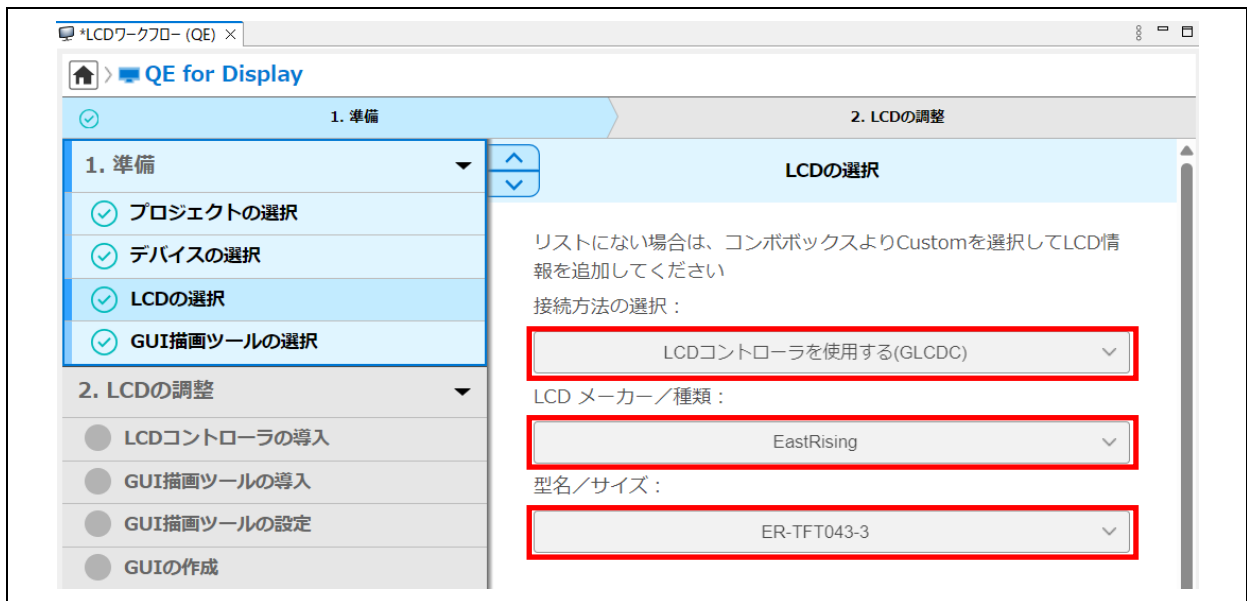 *LCDワークフロー (QE) ×
QE for Display
1. 準備
2. LCDの調整
1. 準備
プロジェクトの選択
デバイスの選択
LCDの選択
GUI描画ツールの選択
2. LCDの調整
LCDコントローラの導入
GUI描画ツールの導入
GUI描画ツールの設定
GUIの作成
LCDの選択
リストにない場合は、コンボボックスよりCustomを選択してLCD情
報を追加してください
接続方法の選択：
LCDコントローラを使用する(GLCDC)
LCD メーカー／種類：
EastRising
型名／サイズ：
ER-TFT043-3